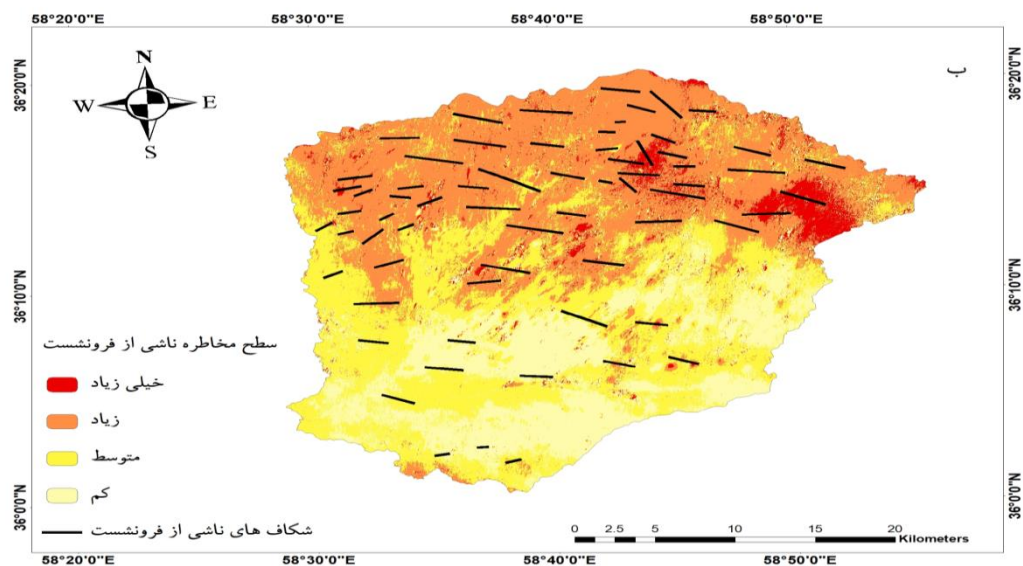 58°20'0"E 58°30'0"E 58°40'0"E 58°50'0"E
36°20'0"N
36°20'0"N
ب
N
W E
S
36°10'0"N
36°10'0"N
سطح مخاطره ناشی از فرونشست
خیلی زیاد
زیاد
متوسط
کم
شکاف های ناشی از فرونشست
36°0'0"N
36°0'0"N
0 2.5 5 10 15 20
Kilometers
58°20'0"E 58°30'0"E 58°40'0"E 58°50'0"E